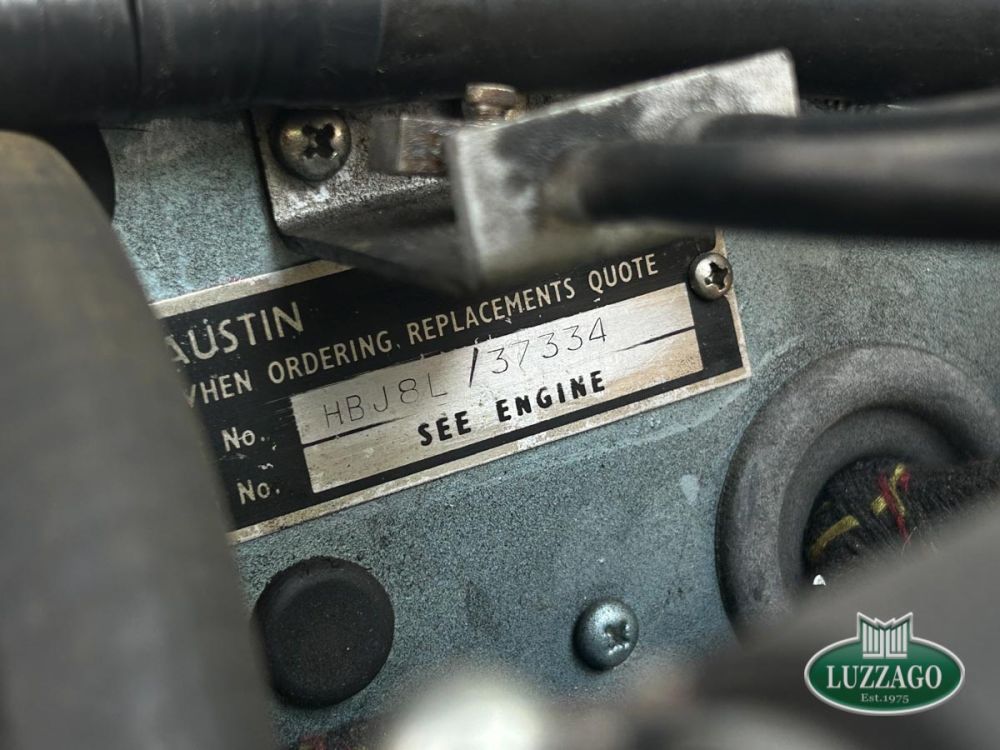 AUSTIN
WHEN ORDERING REPLACEMENTS QUOTE
No. HBJ8L / 37334
No. SEE ENGINE
LUZZAGO
Est.1975